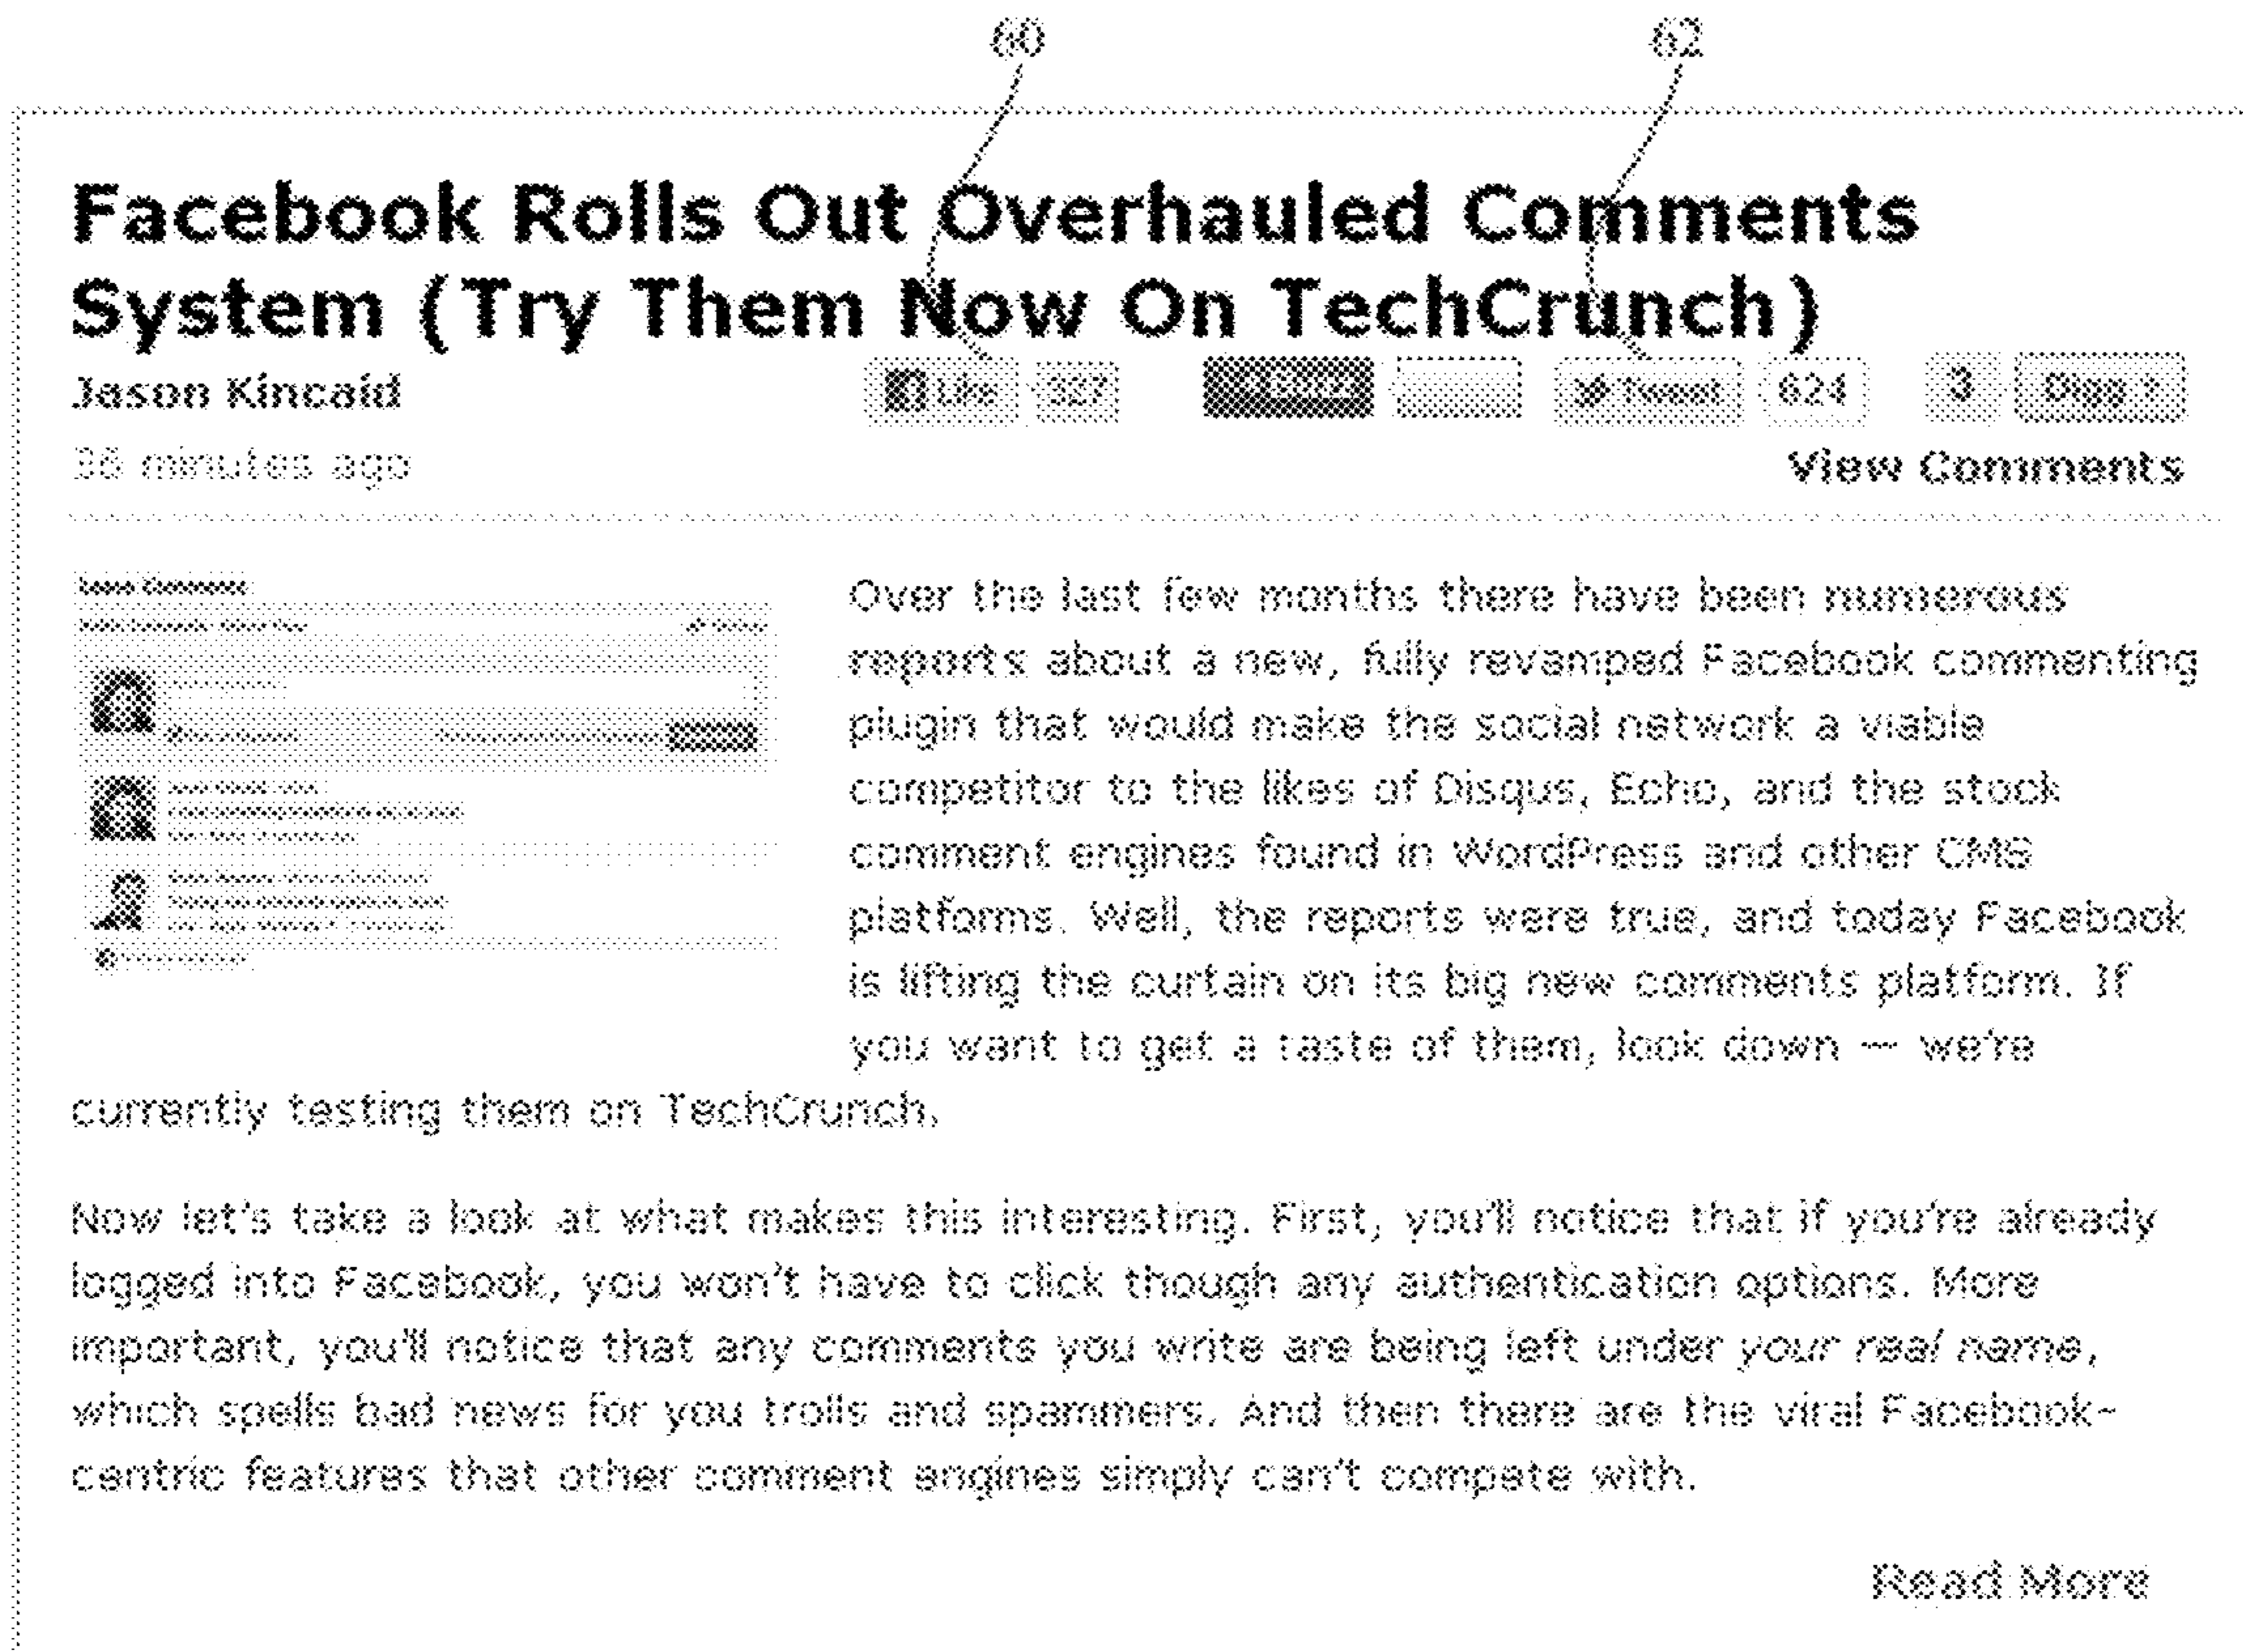 60 62
Facebook Rolls Out Overhauled Comments
System (Try Them Now On TechCrunch)
Jason Kincaid
Like 327 Tweet 624 3 Digg
36 minutes ago
View Comments
Over the last few months there have been numerous
reports about a new, fully revamped Facebook commenting
plugin that would make the social network a viable
competitor to the likes of Disqus, Echo, and the stock
comment engines found in WordPress and other CMS
platforms. Well, the reports were true, and today Facebook
is lifting the curtain on its big new comments platform. If
you want to get a taste of them, look down — we're
currently testing them on TechCrunch.
Now let's take a look at what makes this interesting. First, you'll notice that if you're already
logged into Facebook, you won't have to click though any authentication options. More
important, you'll notice that any comments you write are being left under your real name,
which spells bad news for you trolls and spammers. And then there are the viral Facebook-
centric features that other comment engines simply can't compete with.
Read More